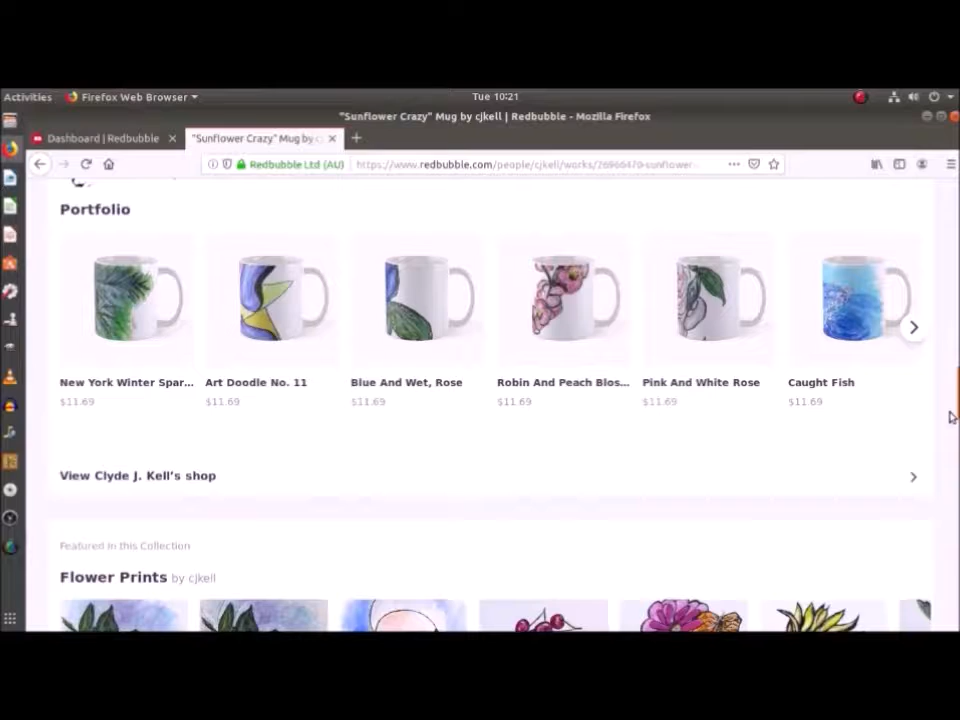 Activities Firefox Web Browser Tue 10:21
"Sunflower Crazy" Mug by cjkell | Redbubble - Mozilla Firefox
Dashboard | Redbubble "Sunflower Crazy" Mug by cj
Redbubble Ltd (AU) https://www.redbubble.com/people/cjkell/works/76966470-sunflower-
Portfolio
New York Winter Spar... Art Doodle No. 11 Blue And Wet, Rose Robin And Peach Blos... Pink And White Rose Caught Fish
$11.69 $11.69 $11.69 $11.69 $11.69 $11.69
View Clyde J. Kell's shop
Featured in this Collection
Flower Prints by cjkell